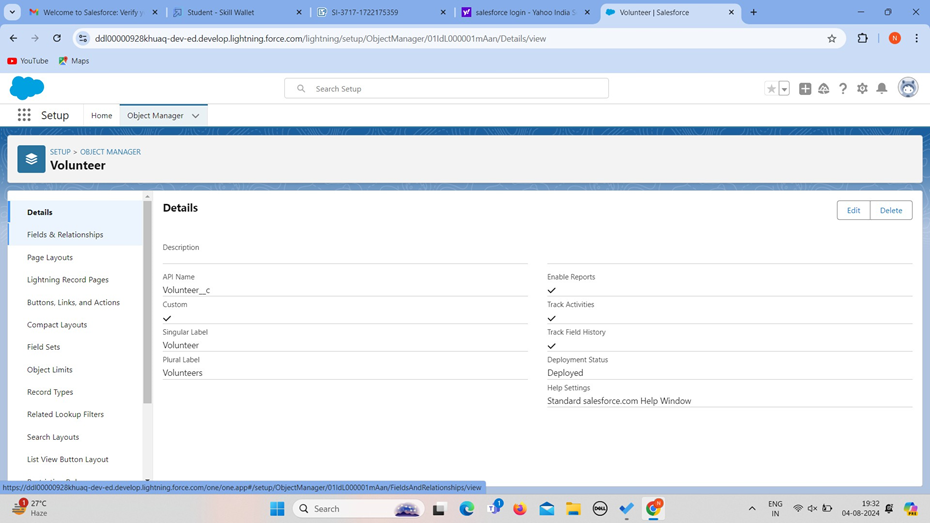 Welcome to Salesforce: Verify y
Student - Skill Wallet
SI-3717-1722175359
salesforce login - Yahoo India S
Volunteer | Salesforce
ddl00000928khuaq-dev-ed.develop.lightning.force.com/lightning/setup/ObjectManager/01IdL000001mAan/Details/view
N
YouTube
Maps
Search Setup
Setup
Home
Object Manager
SETUP > OBJECT MANAGER
Volunteer
Details
Fields & Relationships
Page Layouts
Lightning Record Pages
Buttons, Links, and Actions
Compact Layouts
Field Sets
Object Limits
Record Types
Related Lookup Filters
Search Layouts
List View Button Layout
Details
Edit
Delete
Description
API Name
Volunteer__c
Custom
Singular Label
Volunteer
Plural Label
Volunteers
Enable Reports
Track Activities
Track Field History
Deployment Status
Deployed
Help Settings
Standard salesforce.com Help Window
https://ddl00000928khuaq-dev-ed.develop.lightning.force.com/one/one.app#/setup/ObjectManager/01IdL000001mAan/FieldsAndRelationships/view
1
27°C
Haze
Search
1
DELL
N
ENG
IN
19:32
04-08-2024